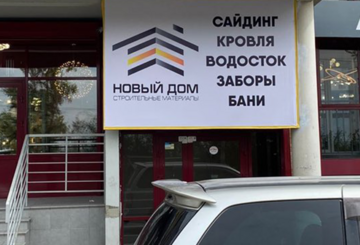 НОВЫЙ ДОМ
СТРОИТЕЛЬНЫЕ МАТЕРИАЛЫ
САЙДИНГ
КРОВЛЯ
ВОДОСТОК
ЗАБОРЫ
БАНИ